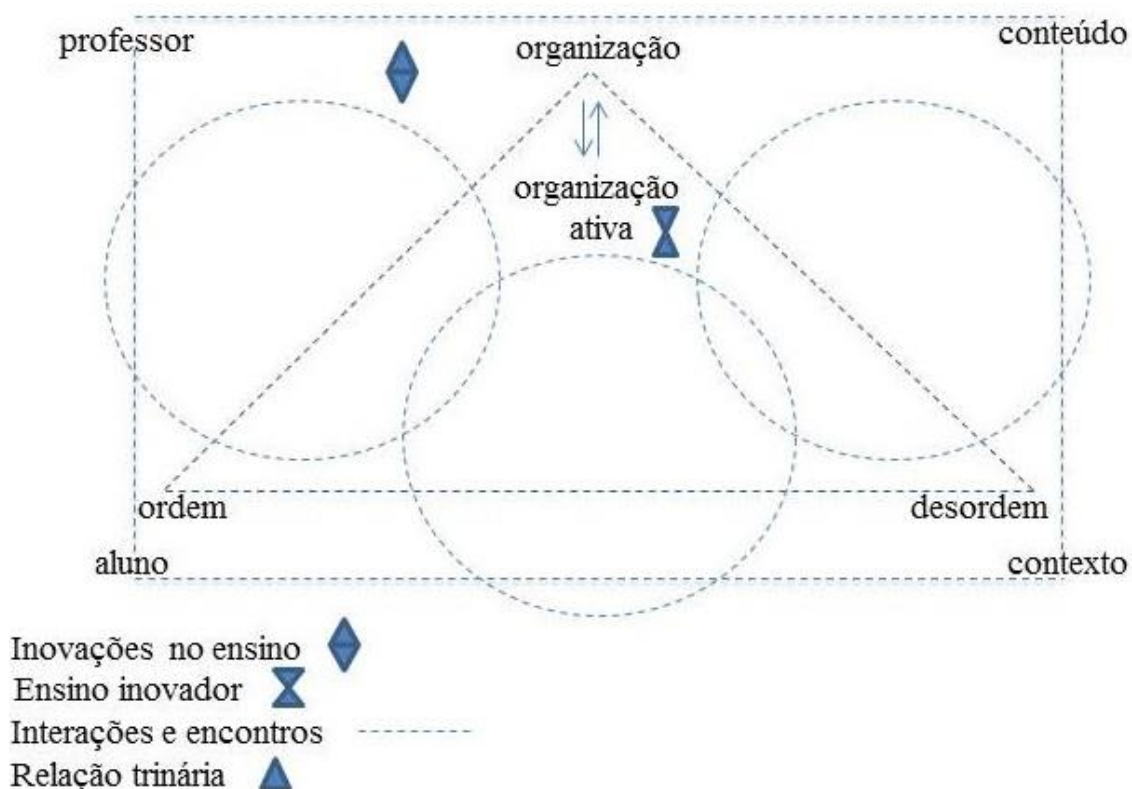 professor
organização
conteúdo
organização
ativa
ordem
desordem
aluno
contexto
Inovações no ensino
Ensino inovador
Interações e encontros
Relação trinária